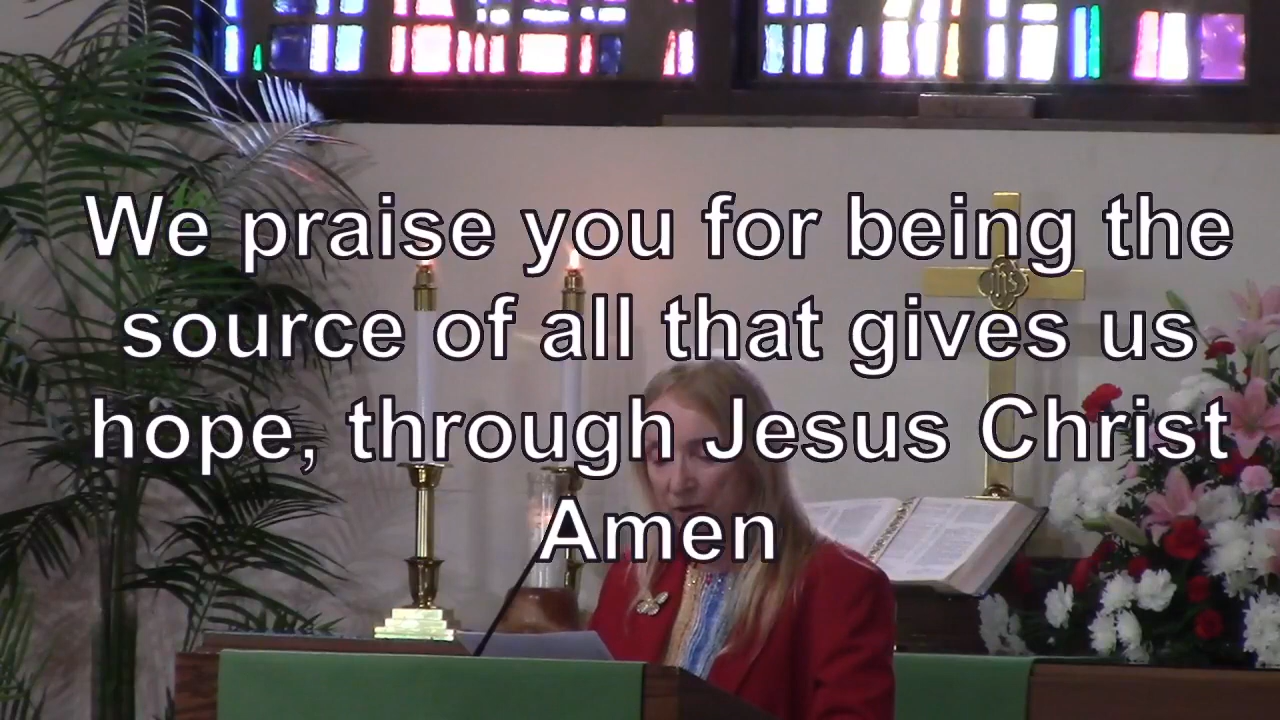 We praise you for being the
source of all that gives us
hope, through Jesus Christ
Amen